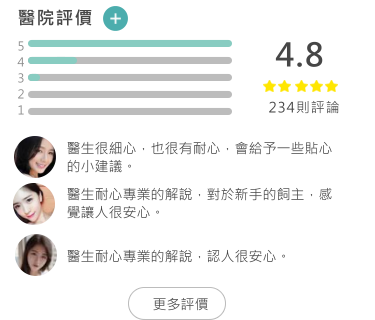 醫院評價 +
5
4
3
2
1
4.8
234則評論
醫生很細心，也很有耐心，會給予一些貼心
的小建議。
醫生耐心專業的解說，對於新手的飼主，感
覺讓人很安心。
醫生耐心專業的解說，認人很安心。
更多評價